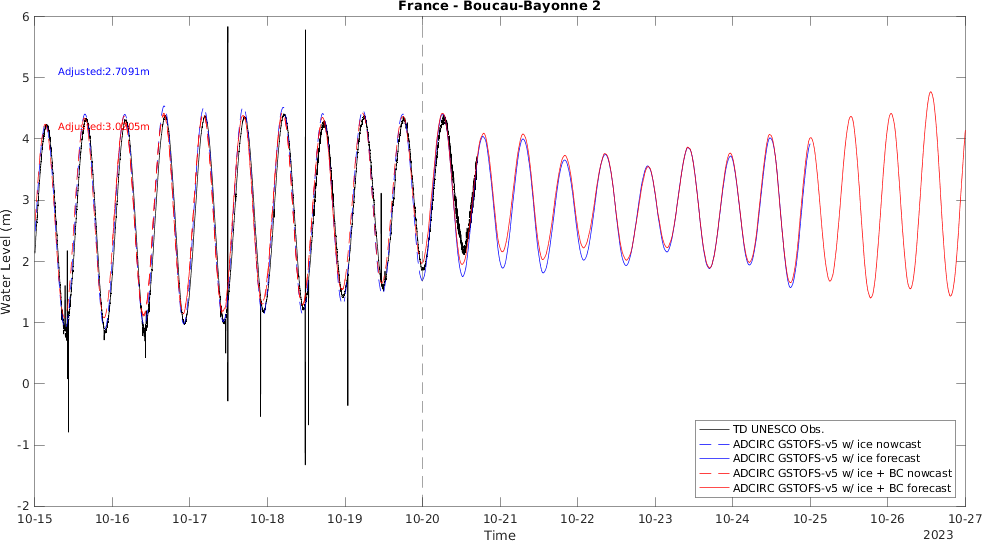 France - Boucau-Bayonne 2
6
5
4
3
2
1
0
-1
-2
Water Level (m)
Adjusted:2.7091m
TD UNESCO Obs.
ADCIRC GSTOFS-v5 w/ ice nowcast
ADCIRC GSTOFS-v5 w/ ice forecast
ADCIRC GSTOFS-v5 w/ ice + BC nowcast
ADCIRC GSTOFS-v5 w/ ice + BC forecast
10-15 10-16 10-17 10-18 10-19 10-20 10-21 10-22 10-23 10-24 10-25 10-26 10-27
Time
2023